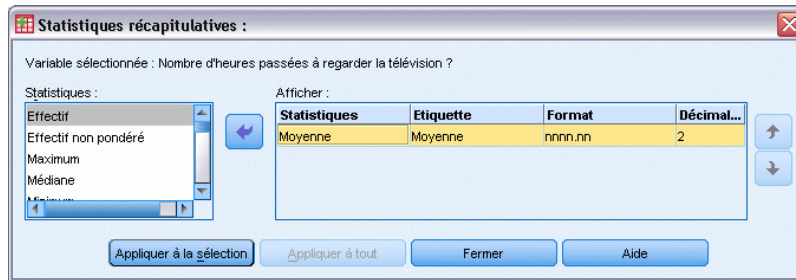 Statistiques récapitulatives :
Variable sélectionnée : Nombre d'heures passées à regarder la télévision ?
Statistiques :
Effectif
Effectif non pondéré
Maximum
Médiane
Minimum
Afficher :
Statistiques Etiquette Format Décimal...
Moyenne Moyenne nnnn.nn 2
Appliquer à la sélection Appliquer à tout Fermer Aide